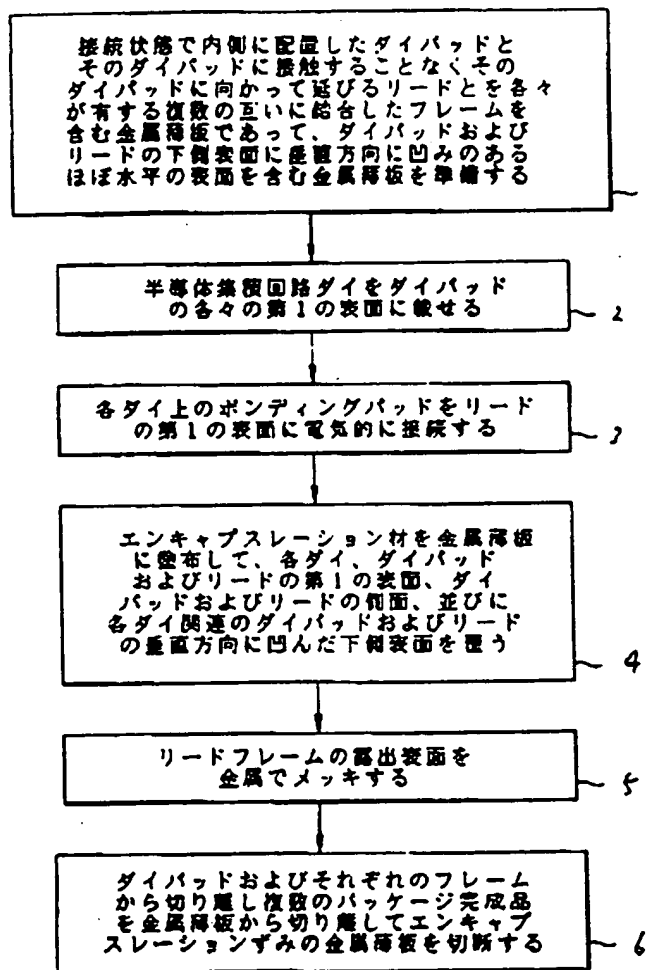 接続状態で内側に配置したダイパッドと
そのダイパッドに接触することなくその
ダイパッドに向かって延びるリードとを各々
が有する複数の互いに結合したフレームを
含む金属薄板であって、ダイパッドおよび
リードの下側表面に垂直方向に凹みのある
ほぼ水平の表面を含む金属薄板を準備する
半導体集積回路ダイをダイパッド
の各々の第1の表面に載せる
2
各ダイ上のボンディングパッドをリード
の第1の表面に電気的に接続する
3
エンキャプスレーション材を金属薄板
に塗布して、各ダイ、ダイパッド
およびリードの第1の表面、ダイ
パッドおよびリードの側面、並びに
各ダイ関連のダイパッドおよびリード
の垂直方向に凹んだ下側表面を覆う
4
リードフレームの露出表面を
金属でメッキする
5
ダイパッドおよびそれぞれのフレーム
から切り離し複数のパッケージ完成品
を金属薄板から切り離してエンキャプ
スレーションずみの金属薄板を切断する
6